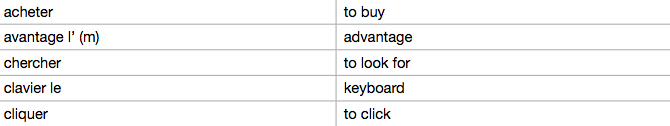 acheter to buy
avantage l’ (m) advantage
chercher to look for
clavier le keyboard
cliquer to click